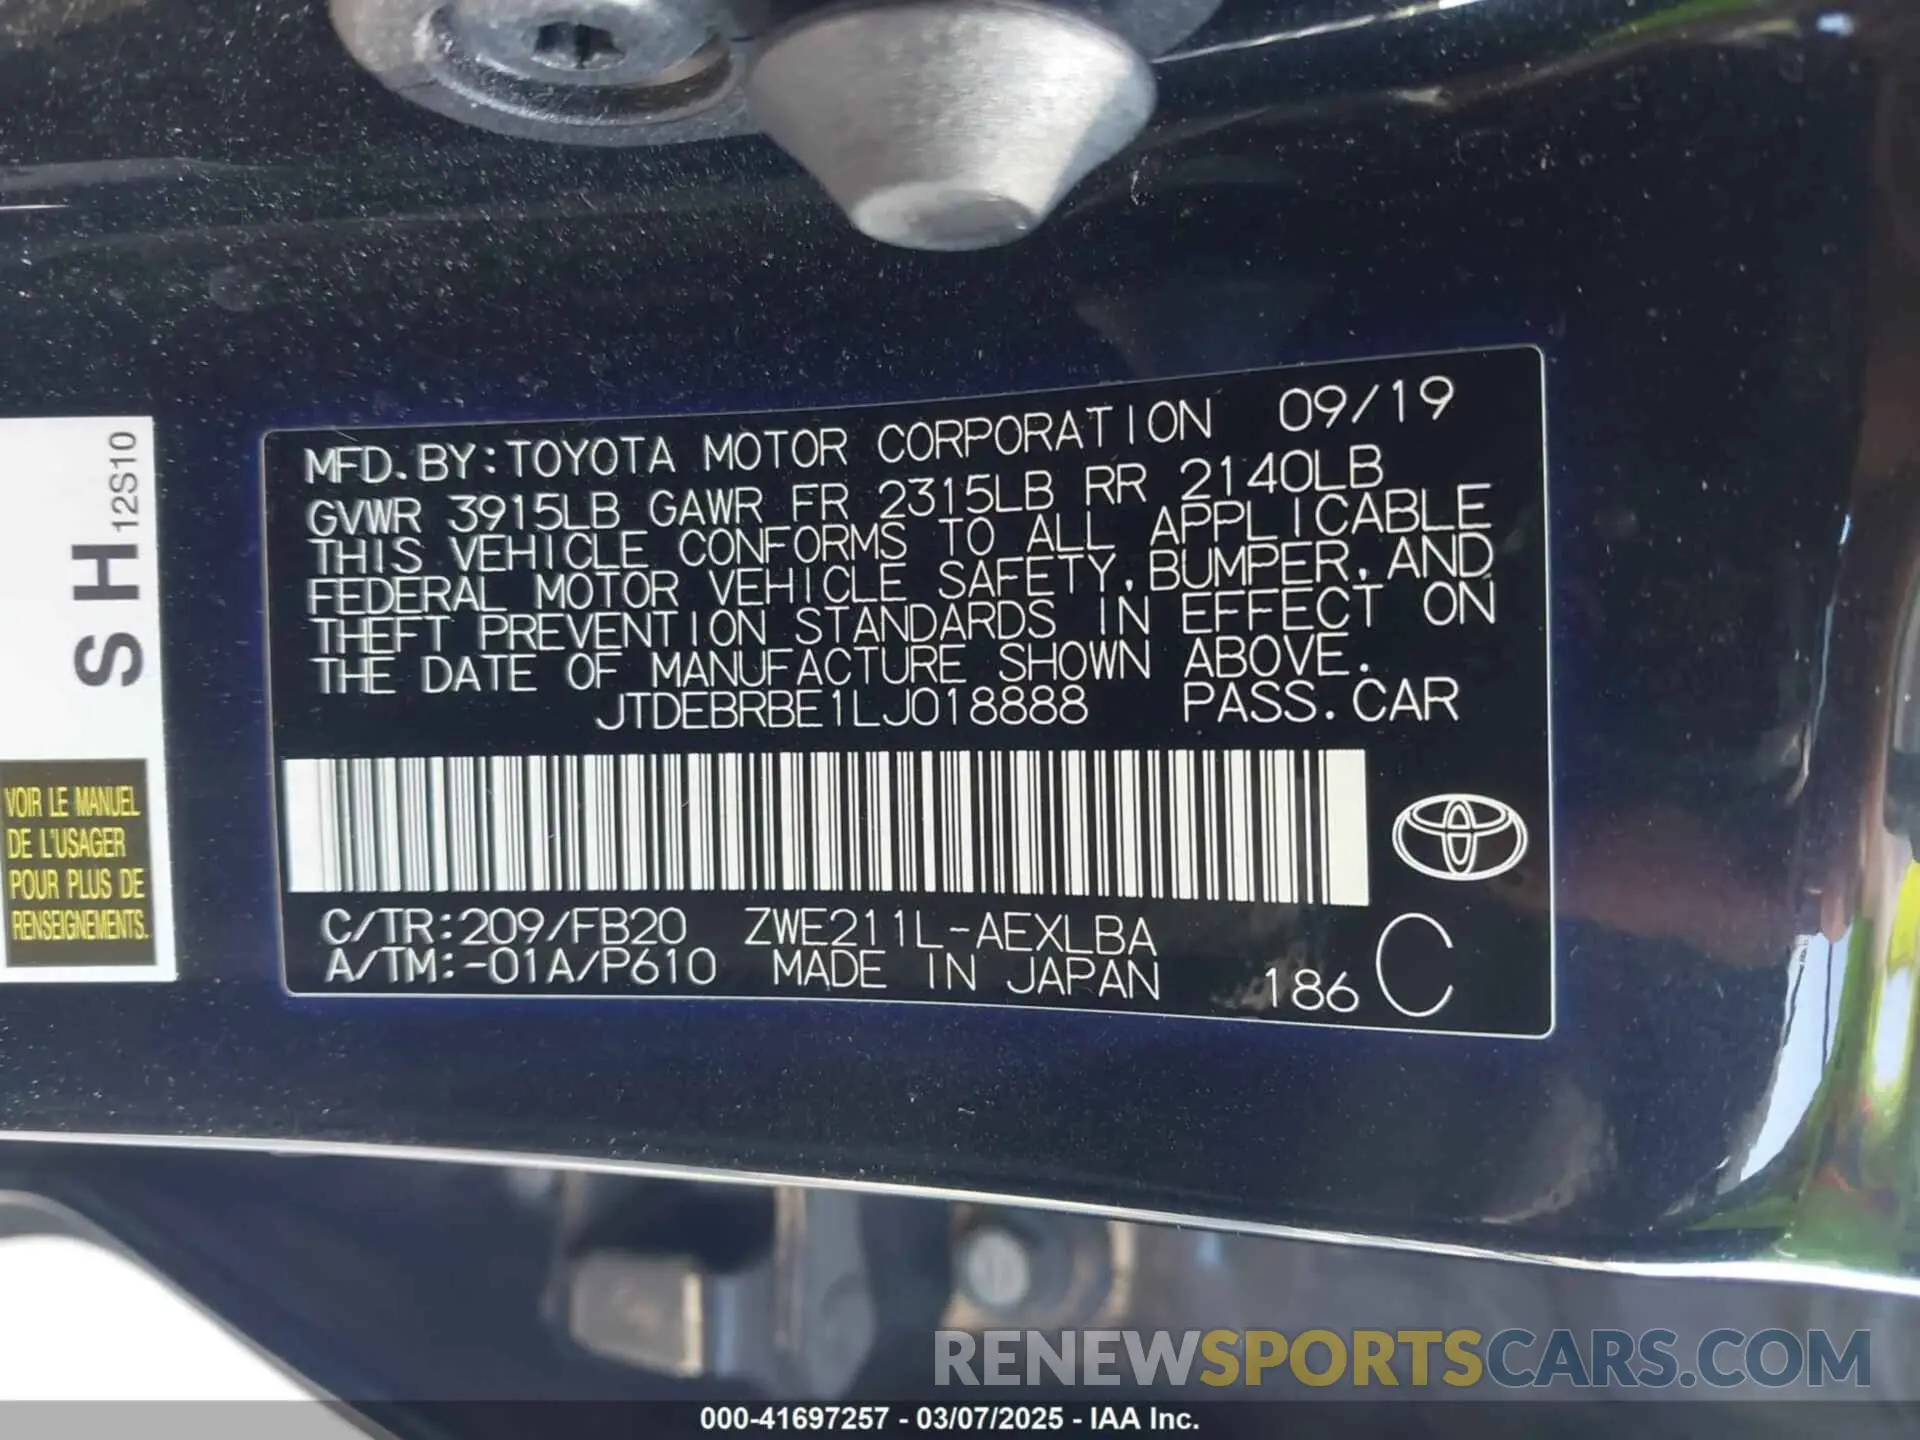 MFD. BY: TOYOTA MOTOR CORPORATION 09/19
GVWR 3915LB GAWR FR 2315LB RR 2140LB
THIS VEHICLE CONFORMS TO ALL APPLICABLE
FEDERAL MOTOR VEHICLE SAFETY, BUMPER, AND
THEFT PREVENTION STANDARDS IN EFFECT ON
THE DATE OF MANUFACTURE SHOWN ABOVE.
JTDEBRBE1LJ018888 PASS. CAR
C/TR: 209/FB20 ZWE211L-AEXLBA
A/TM: -01A/P610 MADE IN JAPAN 186 C
SH 12S10
VOIR LE MANUEL
DE L'USAGER
POUR PLUS DE
RENSEIGNEMENTS.
RENEWSPORTSCARS.COM
000-41697257 - 03/07/2025 - IAA Inc.